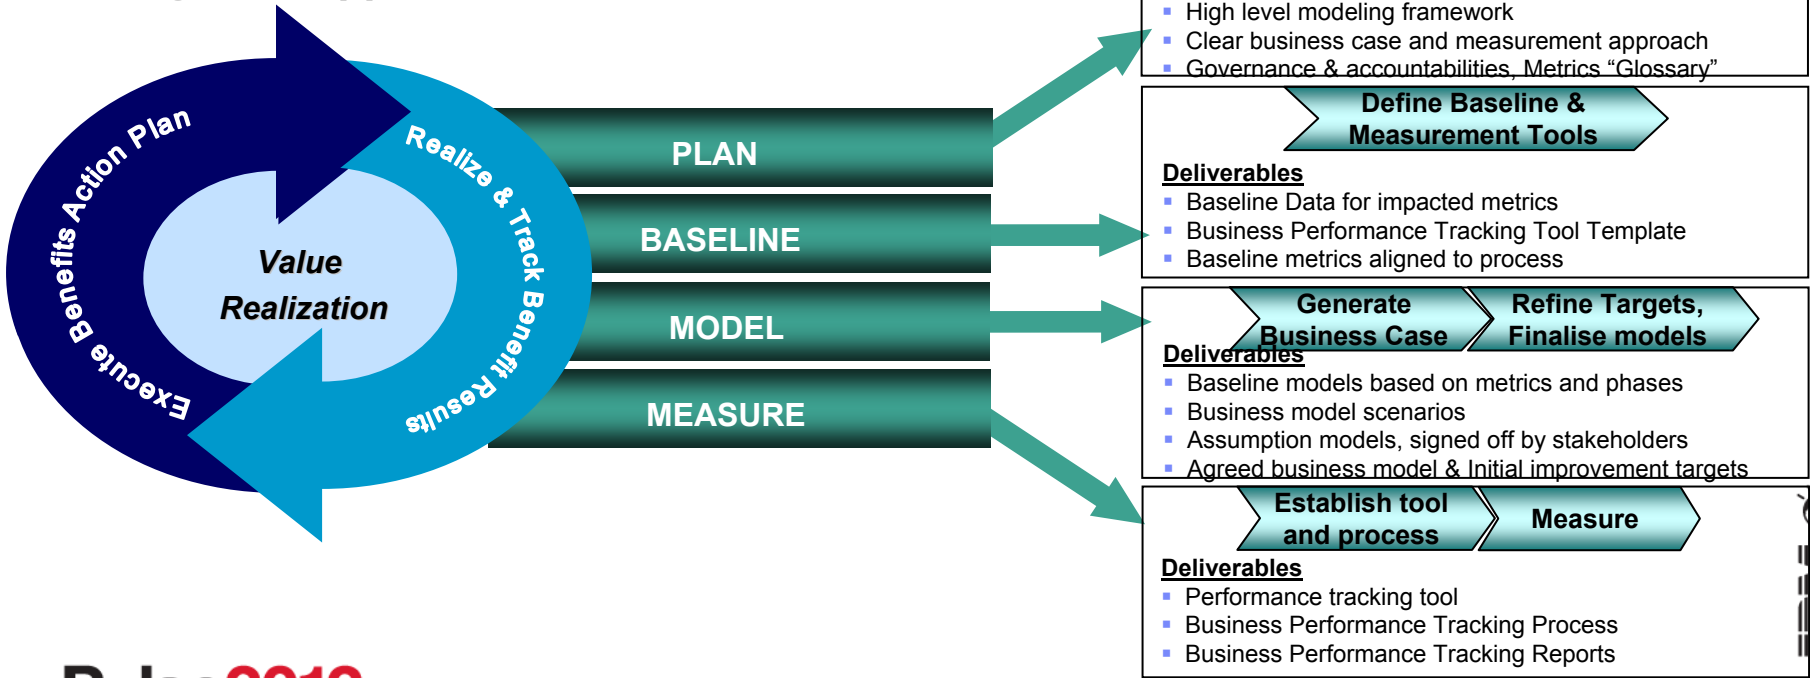 High level modeling framework
Clear business case and measurement approach
Governance & accountabilities, Metrics “Glossary”
Execute Benefits Action Plan
Realize & Track Benefit Results
Value
Realization
PLAN
BASELINE
MODEL
MEASURE
Define Baseline &
Measurement Tools
Deliverables
Baseline Data for impacted metrics
Business Performance Tracking Tool Template
Baseline metrics aligned to process
Generate
Business Case
Refine Targets,
Finalise models
Deliverables
Baseline models based on metrics and phases
Business model scenarios
Assumption models, signed off by stakeholders
Agreed business model & Initial improvement targets
Establish tool
and process
Measure
Deliverables
Performance tracking tool
Business Performance Tracking Process
Business Performance Tracking Reports